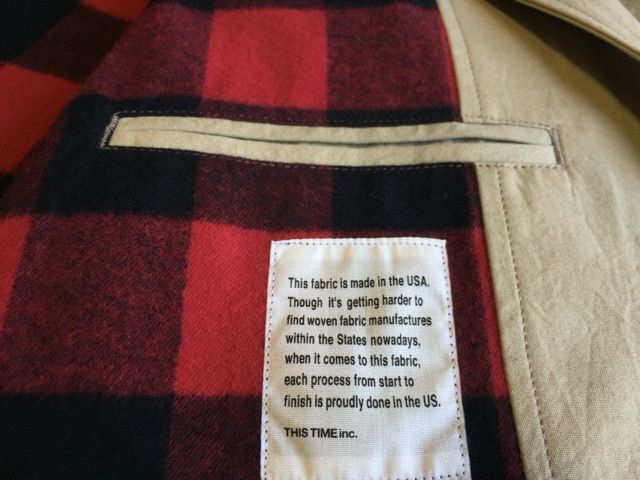 This fabric is made in the USA.
Though it's getting harder to
find woven fabric manufactures
within the States nowadays,
when it comes to this fabric,
each process from start to
finish is proudly done in the US.
THIS TIME inc.